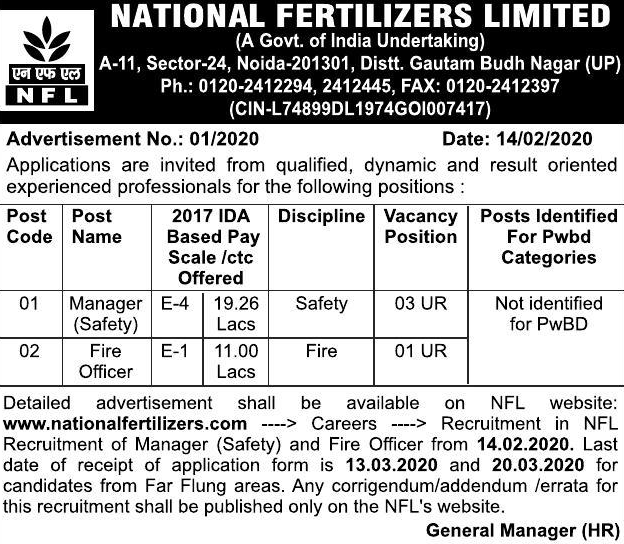 NATIONAL FERTILIZERS LIMITED
(A Govt. of India Undertaking)
A-11, Sector-24, Noida-201301, Distt. Gautam Budh Nagar (UP)
Ph.: 0120-2412294, 2412445, FAX: 0120-2412397
(CIN-L74899DL1974GOI007417)
एन एफ एल
NFL
Advertisement No.: 01/2020 Date: 14/02/2020
Applications are invited from qualified, dynamic and result oriented
experienced professionals for the following positions :
Post Post 2017 IDA Discipline Vacancy Posts Identified
Code Name Based Pay Position For Pwbd
Scale /ctc Categories
Offered
01 Manager E-4 19.26 Safety 03 UR Not identified
(Safety) Lacs for PwBD
02 Fire E-1 11.00 Fire 01 UR
Officer Lacs
Detailed advertisement shall be available on NFL website:
www.nationalfertilizers.com ----> Careers ----> Recruitment in NFL
Recruitment of Manager (Safety) and Fire Officer from 14.02.2020. Last
date of receipt of application form is 13.03.2020 and 20.03.2020 for
candidates from Far Flung areas. Any corrigendum/addendum /errata for
this recruitment shall be published only on the NFL's website.
General Manager (HR)